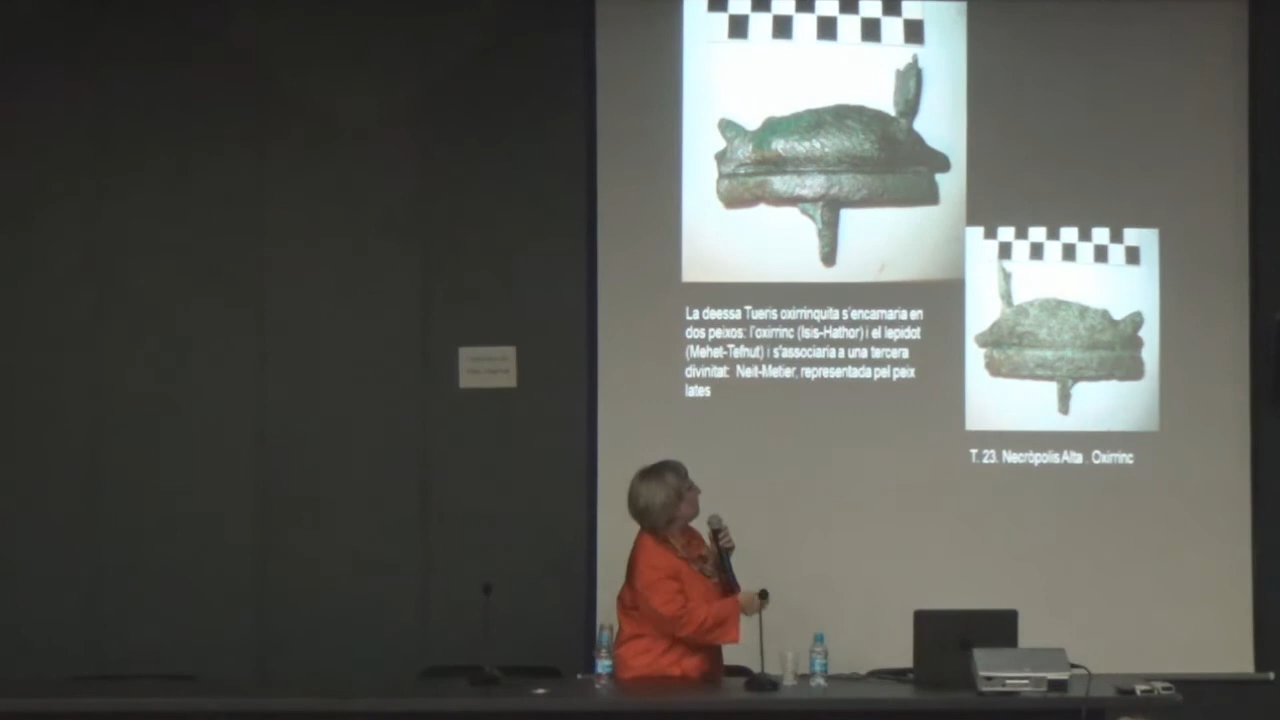 La deessa Tueris oxirrinquita s'encarnaria en
dos peixos: l'oxirrinc (Isis-Hathor) i el lepidot
(Mehet-Tefnut) i s'associaria a una tercera
divinitat: Neit-Metier, representada pel peix
lates
T. 23. Necròpolis Alta . Oxirrinc